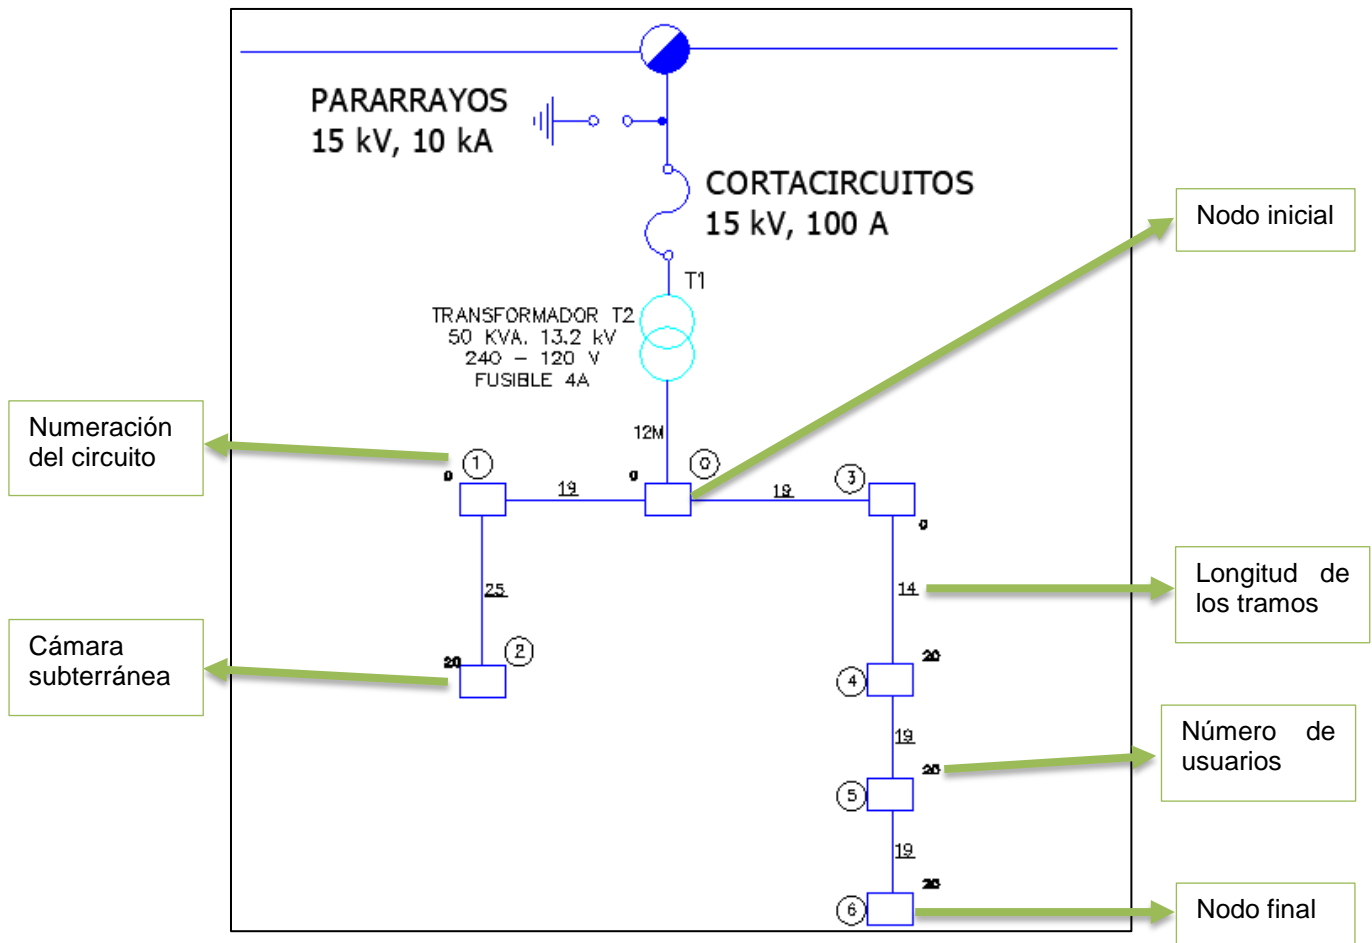 PARARRAYOS
15 kV, 10 kA
CORTACIRCUITOS
15 kV, 100 A
Nodo inicial
T1
TRANSFORMADOR T2
50 KVA. 13.2 kV
240 – 120 V
FUSIBLE 4A
Numeración
del circuito
12M
1
0
3
0
0
19
19
0
Longitud de
los tramos
25
14
Cámara
subterránea
20
2
20
4
Número de
usuarios
19
20
5
19
20
6
Nodo final